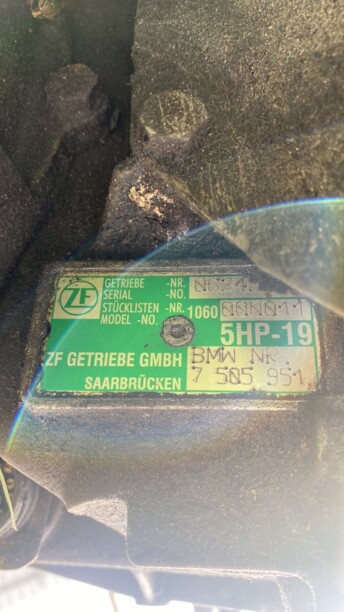 ZF
GETRIEBE -NR.
SERIAL -NO.
STÜCKLISTEN -NR. 1060
MODEL -NO.
5HP-19
ZF GETRIEBE GMBH BMW NR.
SAARBRÜCKEN 7 505 951